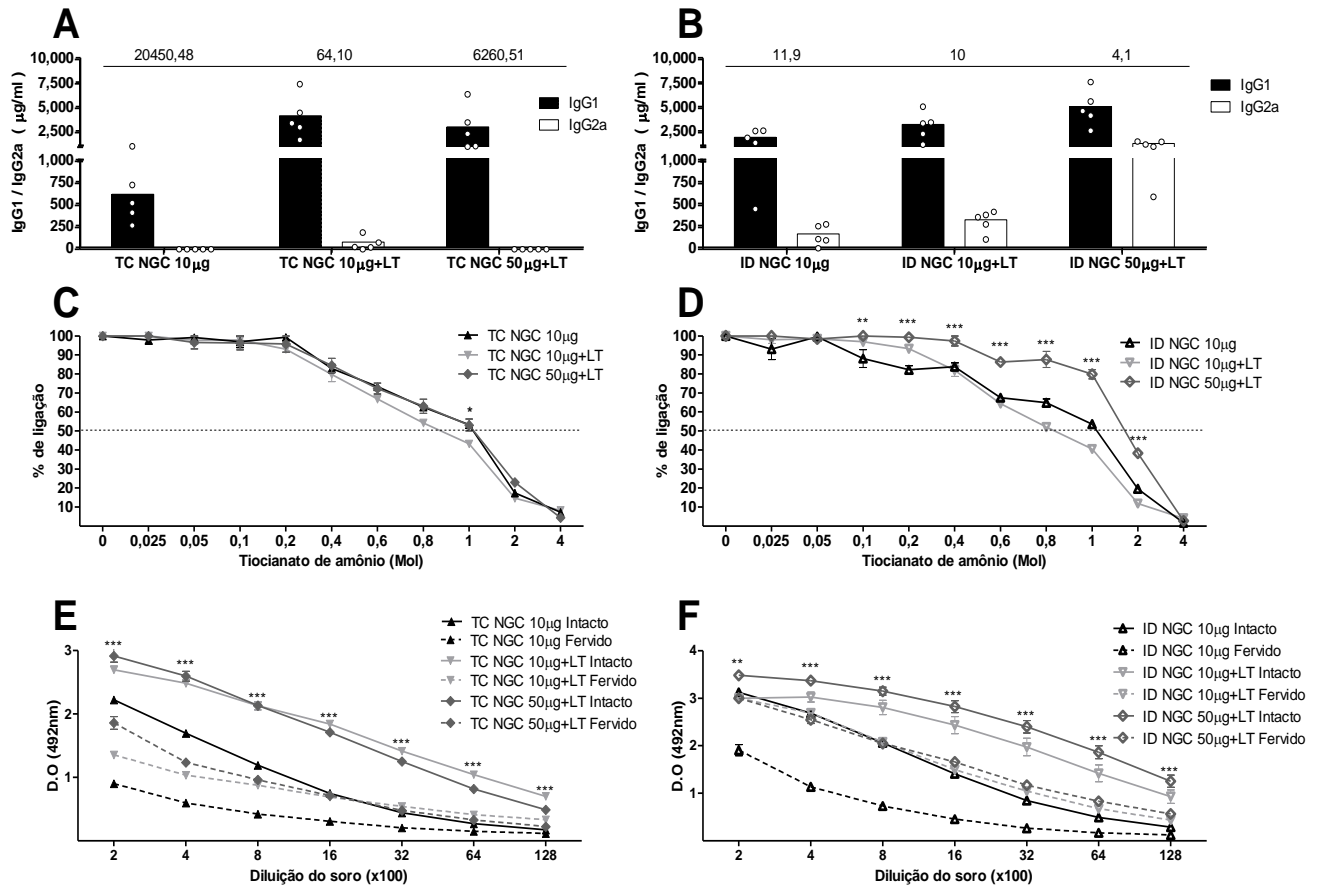 A
20450,48 64,10 6260,51
IgG1 / IgG2a ( µg/ml )
10,000
7,500
5,000
2,500
1,000
750
500
250
0
TC NGC 10µg TC NGC 10µg+LT TC NGC 50µg+LT
IgG1
IgG2a
B
11,9 10 4,1
IgG1 / IgG2a ( µg/ml )
10,000
7,500
5,000
2,500
1,000
750
500
250
0
ID NGC 10µg ID NGC 10µg+LT ID NGC 50µg+LT
IgG1
IgG2a
C
% de ligação
100
90
80
70
60
50
40
30
20
10
*
0 0,025 0,05 0,1 0,2 0,4 0,6 0,8 1 2 4
Tiocianato de amônio (Mol)
TC NGC 10µg
TC NGC 10µg+LT
TC NGC 50µg+LT
D
% de ligação
100
90
80
70
60
50
40
30
20
10
** *** *** *** *** *** ***
0 0,025 0,05 0,1 0,2 0,4 0,6 0,8 1 2 4
Tiocianato de amônio (Mol)
ID NGC 10µg
ID NGC 10µg+LT
ID NGC 50µg+LT
E
D.O (492nm)
3
2
1
*** *** *** *** *** *** ***
2 4 8 16 32 64 128
Diluição do soro (x100)
TC NGC 10µg Intacto
TC NGC 10µg Fervido
TC NGC 10µg+LT Intacto
TC NGC 10µg+LT Fervido
TC NGC 50µg+LT Intacto
TC NGC 50µg+LT Fervido
F
D.O (492nm)
4
3
2
1
** *** *** *** *** *** ***
2 4 8 16 32 64 128
Diluição do soro (x100)
ID NGC 10µg Intacto
ID NGC 10µg Fervido
ID NGC 10µg+LT Intacto
ID NGC 10µg+LT Fervido
ID NGC 50µg+LT Intacto
ID NGC 50µg+LT Fervido